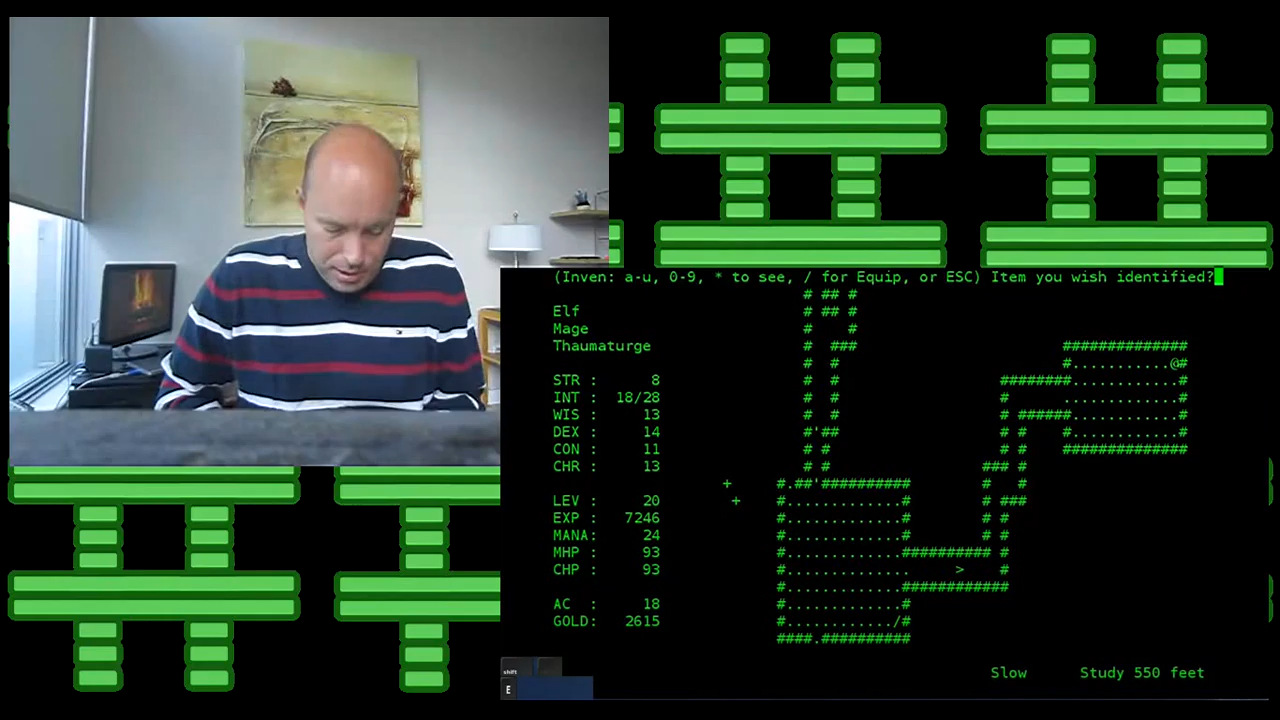 (Inven: a-u, 0-9, * to see, / for Equip, or ESC) Item you wish identified?
Elf
Mage
Thaumaturge
STR : 8
INT : 18/28
WIS : 13
DEX : 14
CON : 11
CHR : 13
LEV : 20
EXP : 7246
MANA: 24
MHP : 93
CHP : 93
AC : 18
GOLD: 2615
Slow Study 550 feet
shift
E